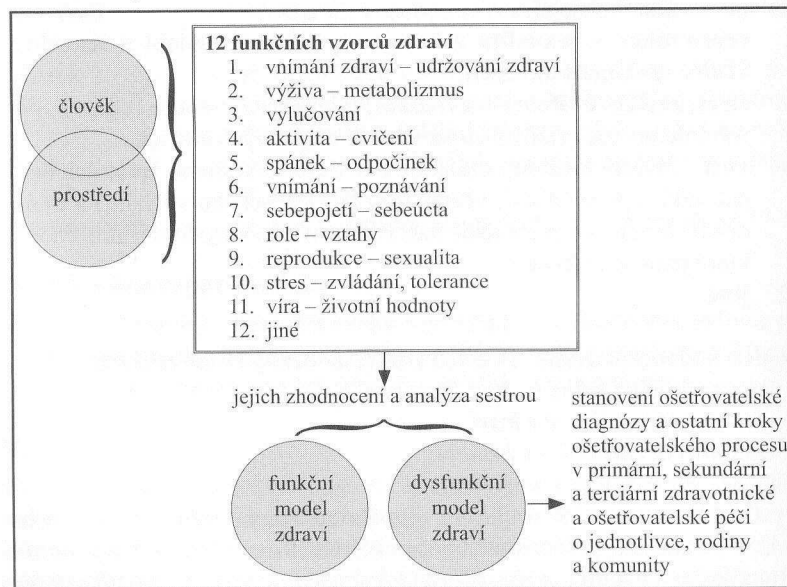 člověk
prostředí
12 funkčních vzorců zdraví
1. vnímání zdraví – udržování zdraví
2. výživa – metabolizmus
3. vylučování
4. aktivita – cvičení
5. spánek – odpočinek
6. vnímání – poznávání
7. sebepojetí – sebeúcta
8. role – vztahy
9. reprodukce – sexualita
10. stres – zvládání, tolerance
11. víra – životní hodnoty
12. jiné
jejich zhodnocení a analýza sestrou
funkční
model
zdraví
dysfunkční
model
zdraví
stanovení ošetřovatelské
diagnózy a ostatní kroky
ošetřovatelského procesu
v primární, sekundární
a terciární zdravotnické
a ošetřovatelské péči
o jednotlivce, rodiny
a komunity